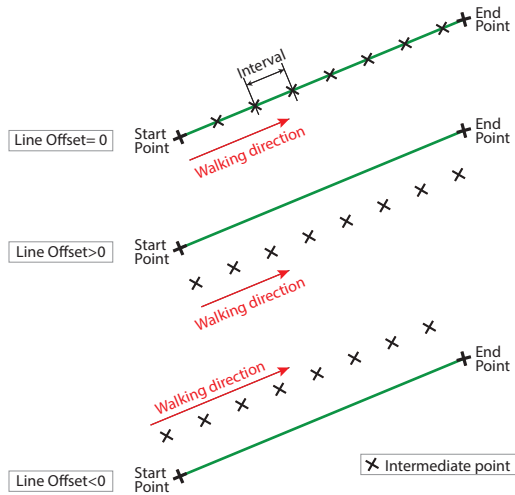 End
Point
Interval
Start
Point
Line Offset= 0
Walking direction
End
Point
Start
Point
Line Offset>0
Walking direction
Walking direction
End
Point
Start
Point
Line Offset<0
Intermediate point